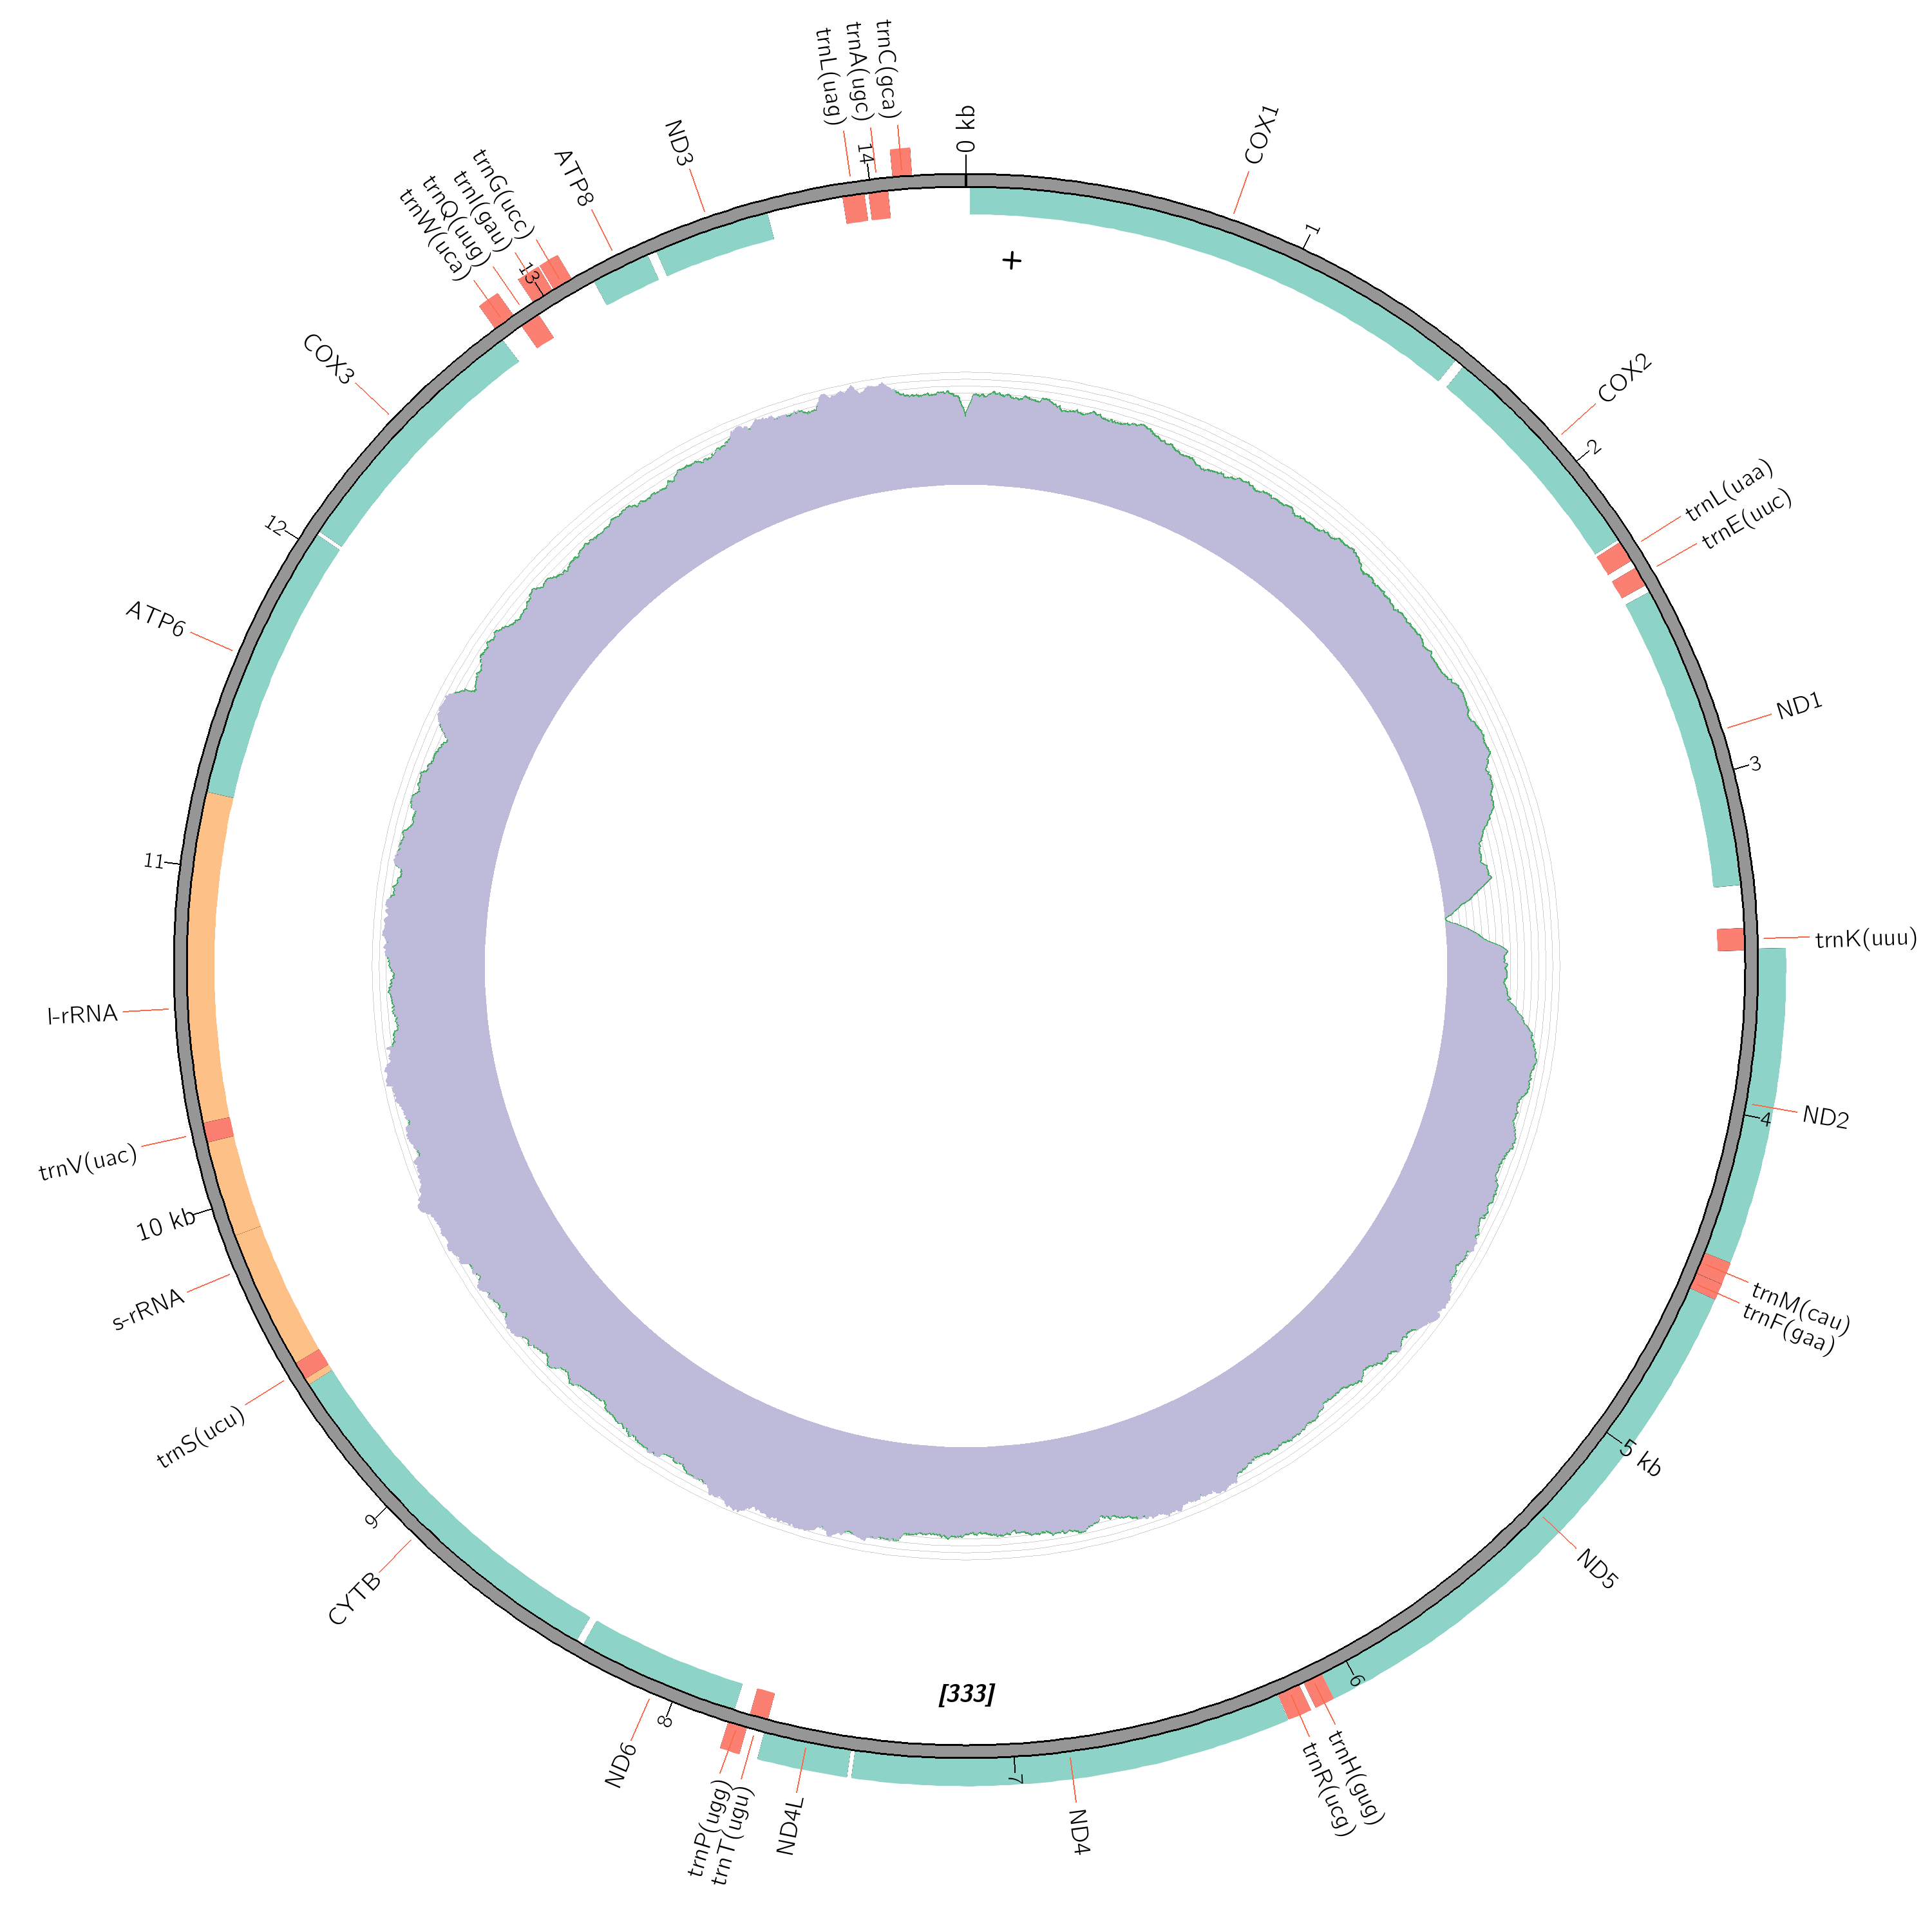 0 kb
COX1
1
COX2
2
trnL(uaa)
trnE(uuc)
ND1
3
trnK(uuu)
ND2
4
trnM(cau)
trnF(gaa)
5 kb
ND5
6
trnH(gug)
trnR(ucg)
ND4
7
ND4L
trnT(ugu)
trnP(ugg)
8
ND6
CYTB
9
trnS(ucu)
s-rRNA
10 kb
trnV(uac)
l-rRNA
11
ATP6
12
COX3
trnW(uca)
trnQ(uug)
trnI(gau)
13
trnG(ucc)
ATP8
ND3
trnL(uag)
14
trnA(ugc)
trnC(gca)
+
[333]